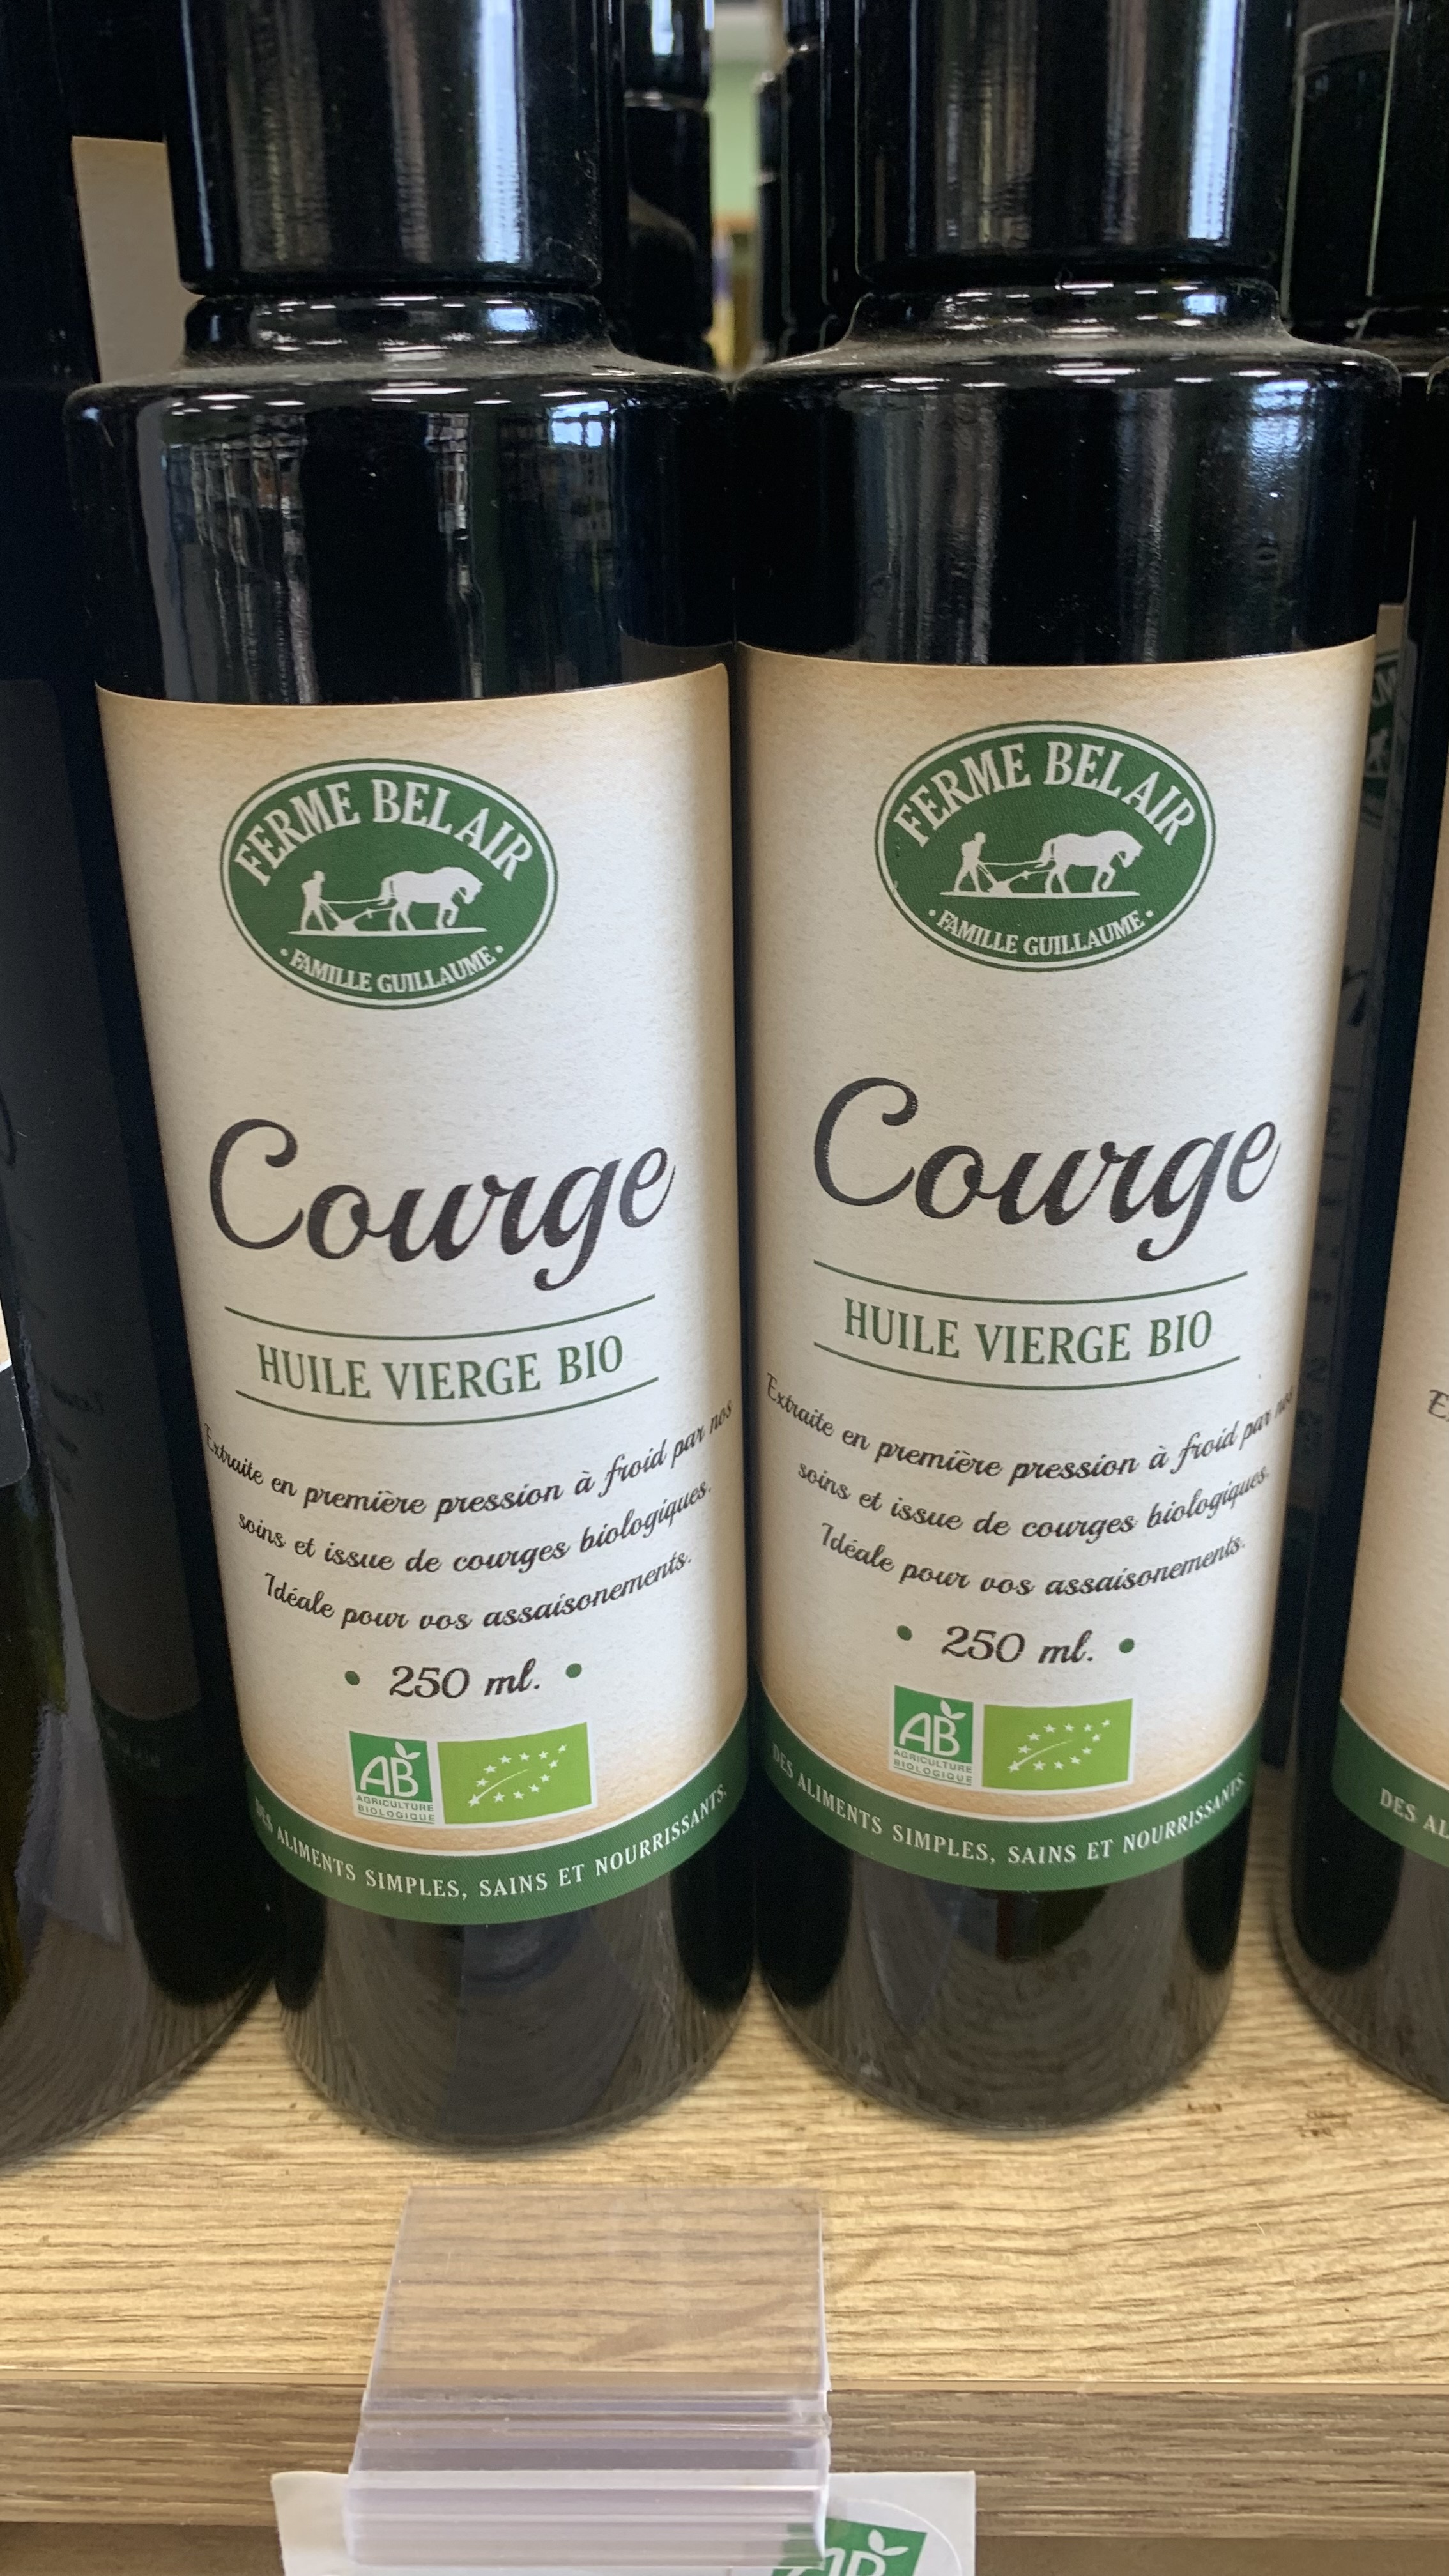 FERME BEL AIR
• FAMILLE GUILLAUME •
Courge
HUILE VIERGE BIO
Extraite en première pression à froid par nos
soins et issue de courges biologiques.
Idéale pour vos assaisonements.
• 250 ml. •
AB
AGRICULTURE
BIOLOGIQUE
DES ALIMENTS SIMPLES, SAINS ET NOURRISSANTS.
FERME BEL AIR
• FAMILLE GUILLAUME •
Courge
HUILE VIERGE BIO
Extraite en première pression à froid par nos
soins et issue de courges biologiques.
Idéale pour vos assaisonements.
• 250 ml. •
AB
AGRICULTURE
BIOLOGIQUE
DES ALIMENTS SIMPLES, SAINS ET NOURRISSANTS.
DES AL
AB